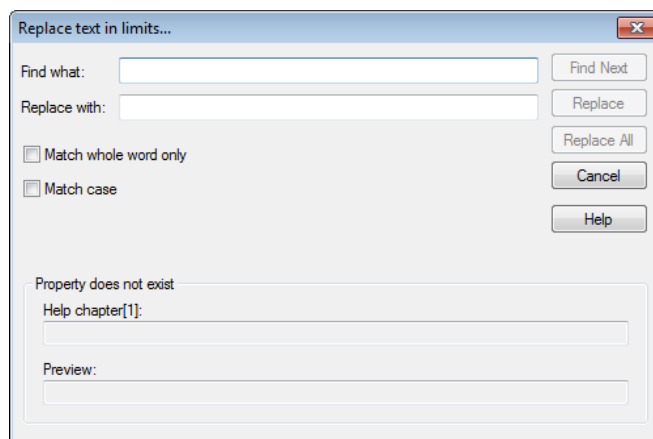 Replace text in limits...
Find what:
Find Next
Replace with:
Replace
Replace All
Match whole word only
Cancel
Match case
Help
Property does not exist
Help chapter[1]:
Preview: